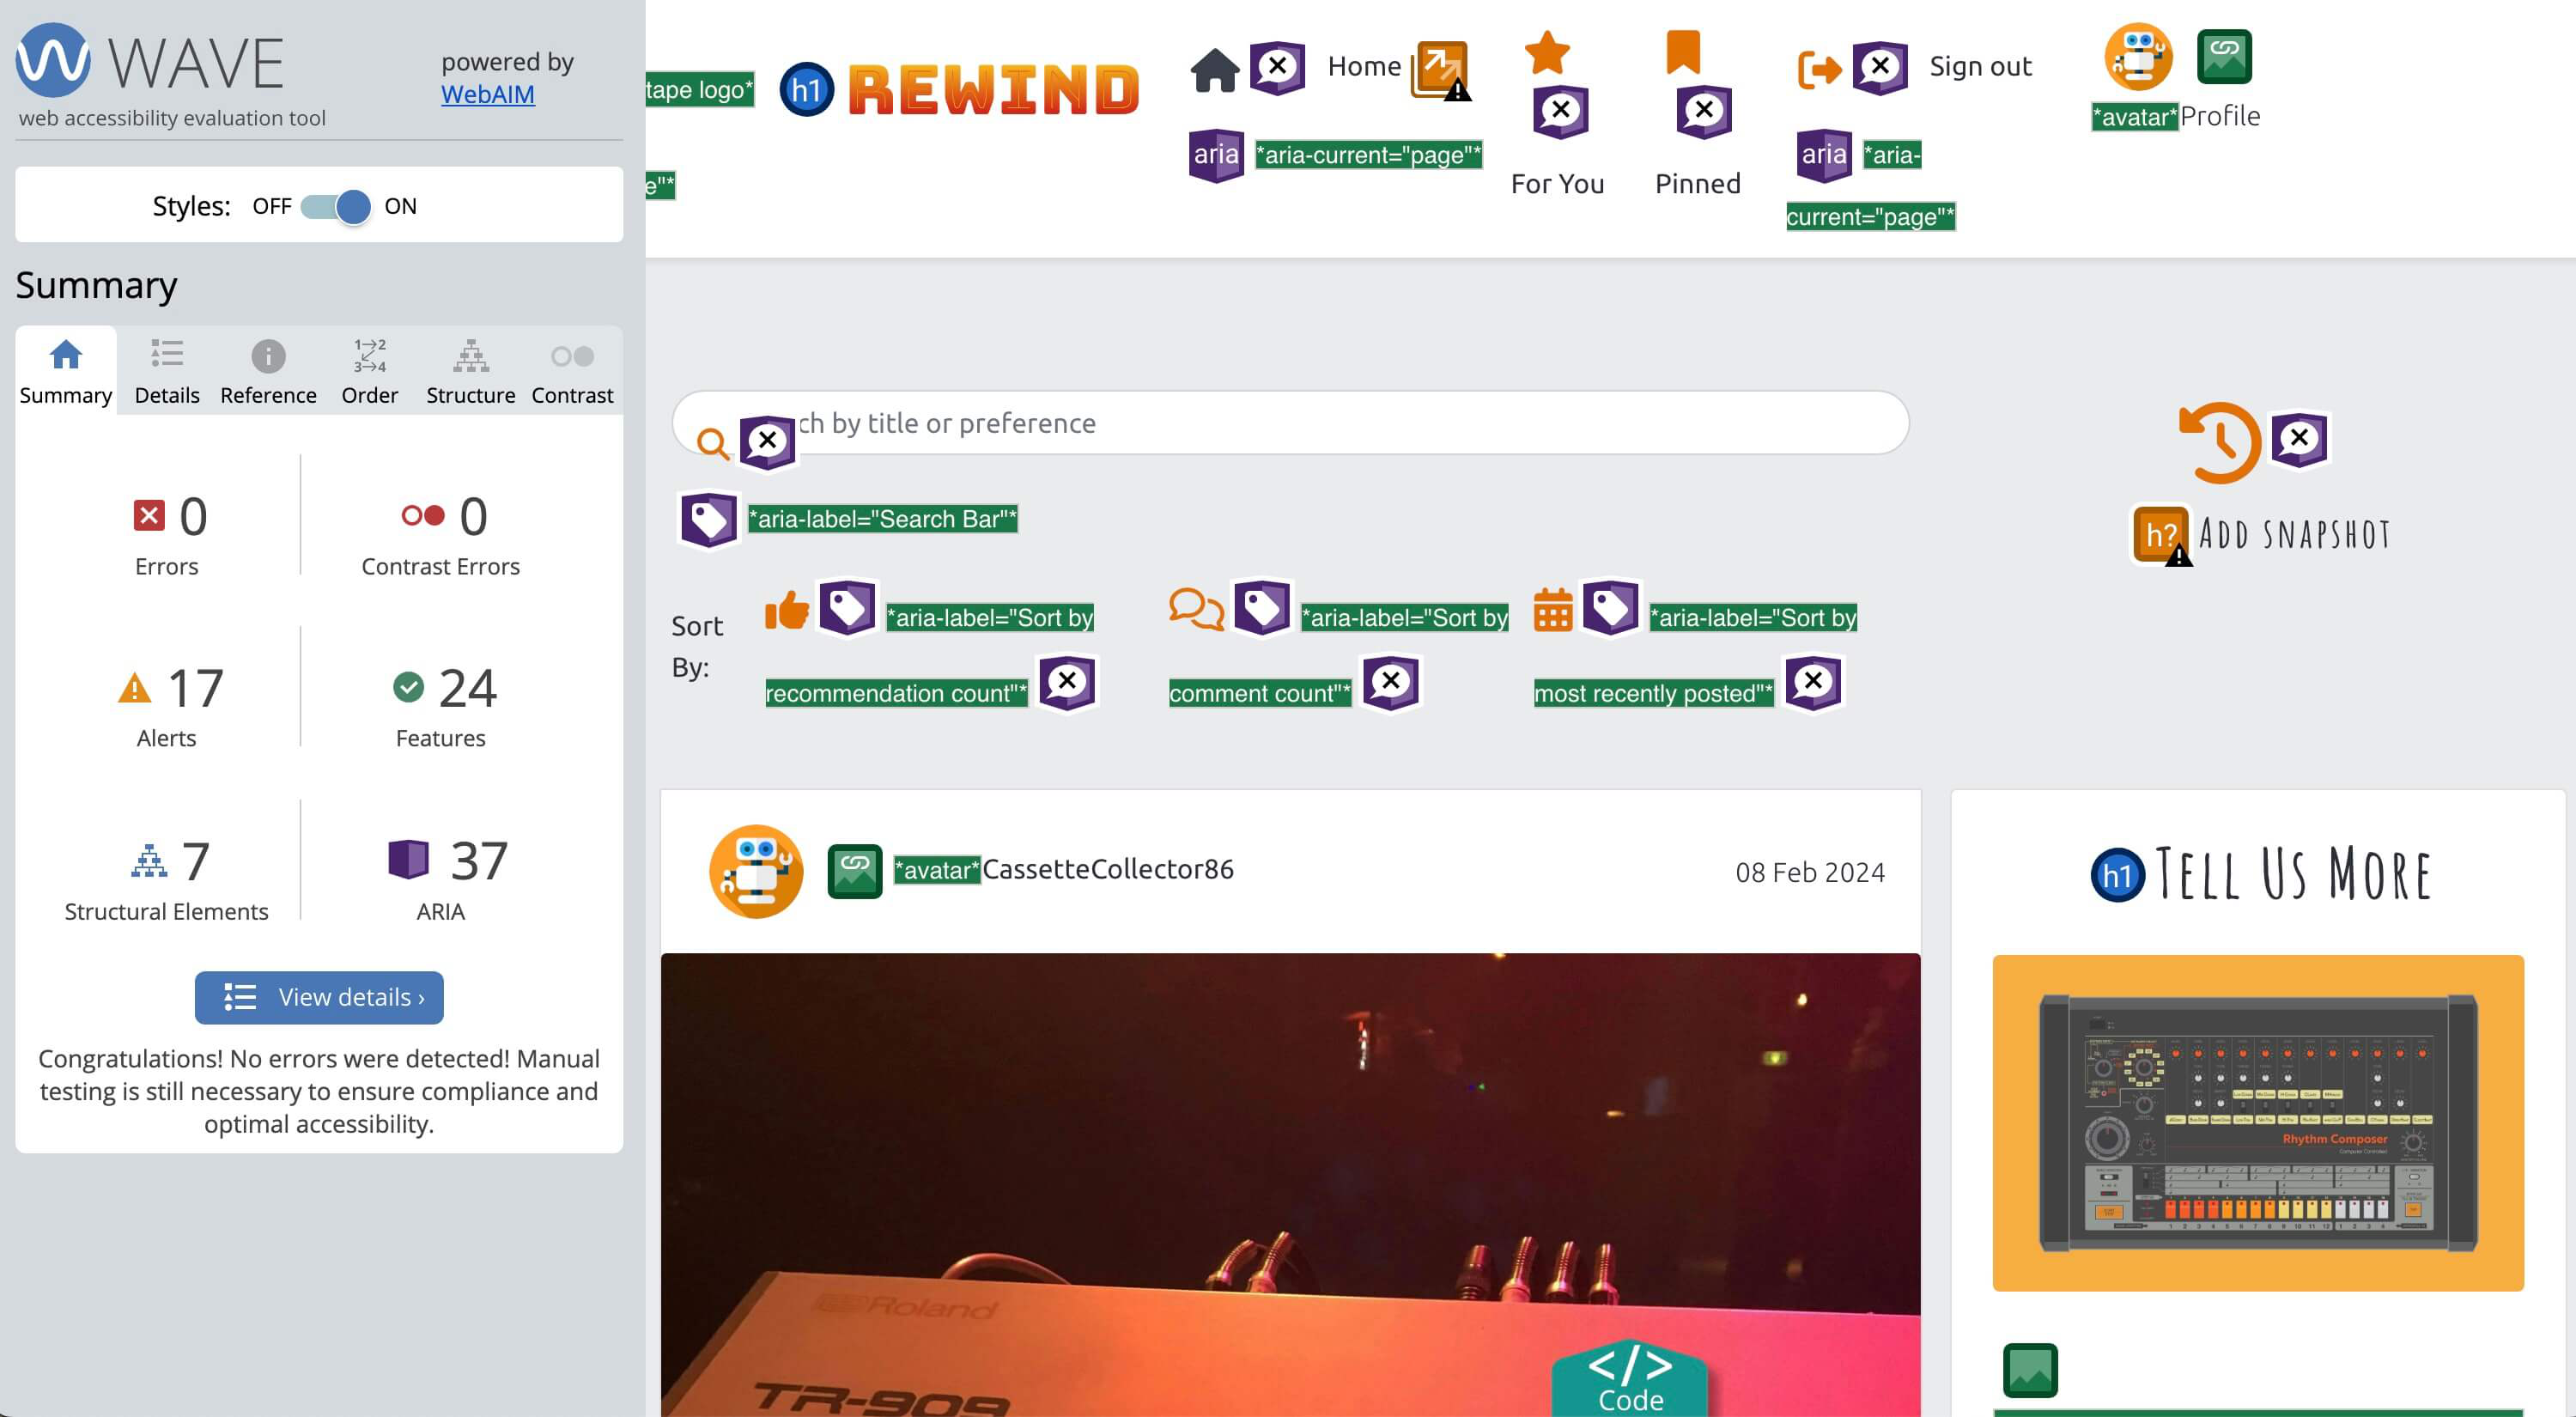 WAVE
powered by
WebAIM
web accessibility evaluation tool
Styles: OFF ON
Summary
Summary Details Reference Order Structure Contrast
0
Errors
0
Contrast Errors
17
Alerts
24
Features
7
Structural Elements
37
ARIA
View details ›
Congratulations! No errors were detected! Manual
testing is still necessary to ensure compliance and
optimal accessibility.
tape logo*
e"*
h1 REWIND
Home
aria *aria-current="page"*
For You
Pinned
Sign out
aria *aria-
current="page"*
*avatar*Profile
ch by title or preference
*aria-label="Search Bar"*
h? ADD SNAPSHOT
Sort
By:
*aria-label="Sort by
recommendation count"*
*aria-label="Sort by
comment count"*
*aria-label="Sort by
most recently posted"*
*avatar*CassetteCollector86
08 Feb 2024
Roland
TR-909
</>
Code
h1 TELL US MORE
Rhythm Composer
Computer Controlled